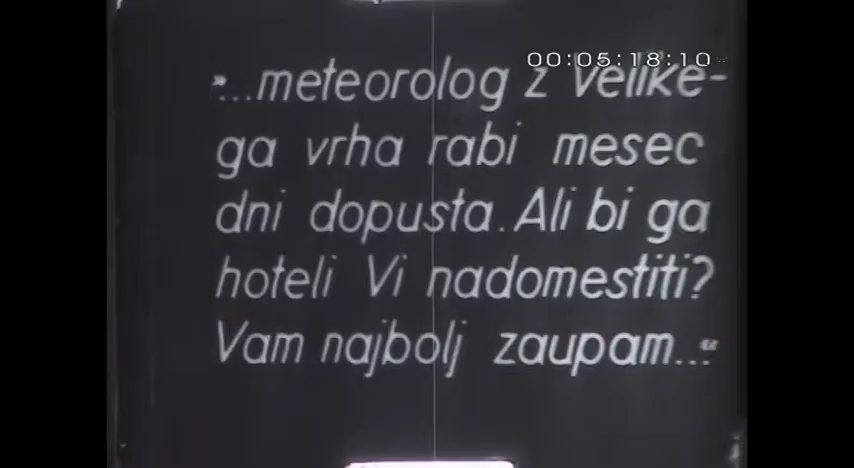 00:05:18:10
"...meteorolog z Velike-
ga vrha rabi mesec
dni dopusta. Ali bi ga
hoteli Vi nadomestiti?
Vam najbolj zaupam..."